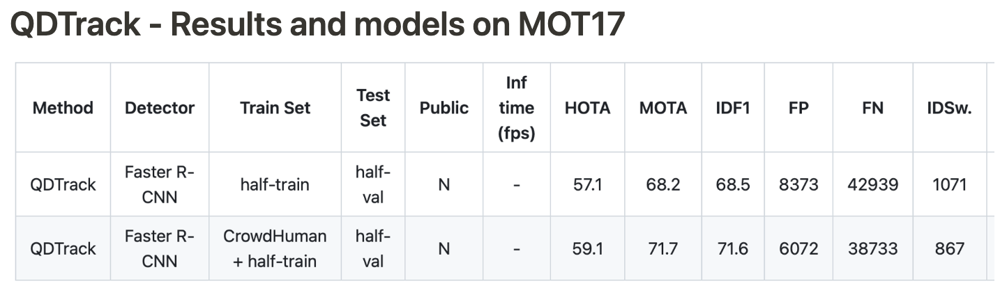 QDTrack - Results and models on MOT17
Method Detector Train Set Test Set Public Inf time (fps) HOTA MOTA IDF1 FP FN IDSw.
QDTrack Faster R-CNN half-train half-val N - 57.1 68.2 68.5 8373 42939 1071
QDTrack Faster R-CNN CrowdHuman + half-train half-val N - 59.1 71.7 71.6 6072 38733 867